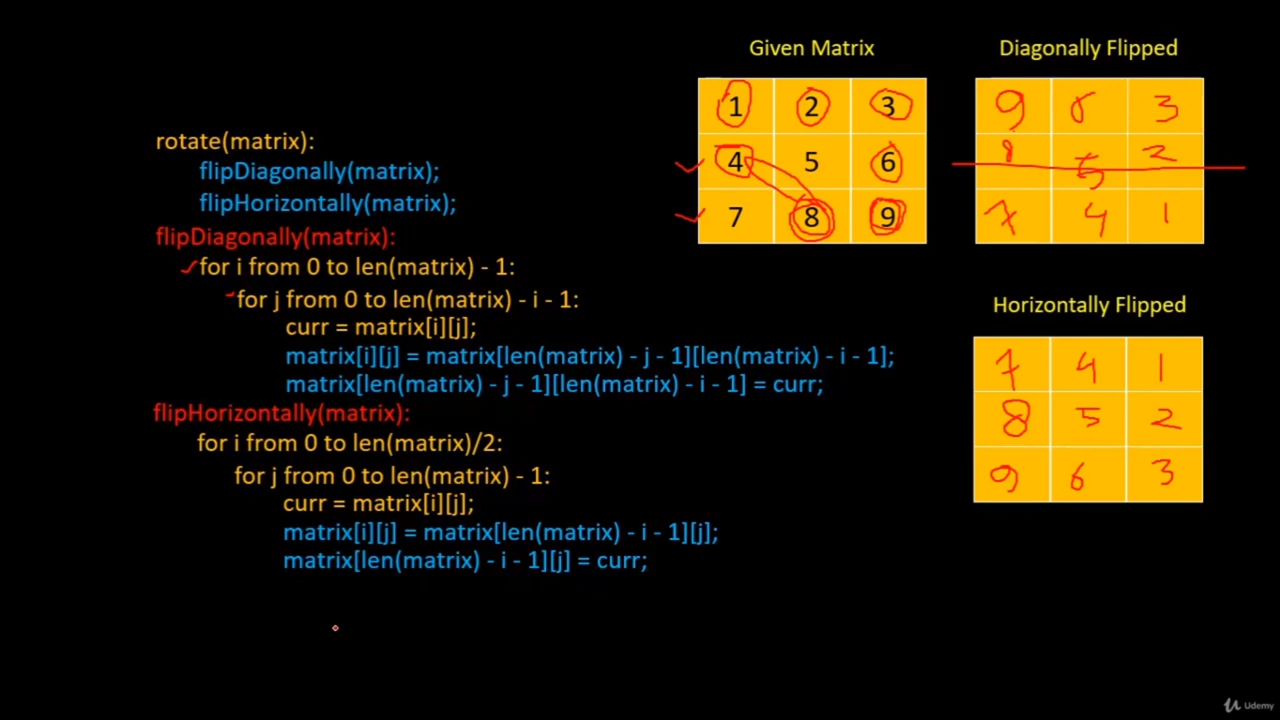 rotate(matrix):
flipDiagonally(matrix);
flipHorizontally(matrix);
flipDiagonally(matrix):
for i from 0 to len(matrix) - 1:
for j from 0 to len(matrix) - i - 1:
curr = matrix[i][j];
matrix[i][j] = matrix[len(matrix) - j - 1][len(matrix) - i - 1];
matrix[len(matrix) - j - 1][len(matrix) - i - 1] = curr;
flipHorizontally(matrix):
for i from 0 to len(matrix)/2:
for j from 0 to len(matrix) - 1:
curr = matrix[i][j];
matrix[i][j] = matrix[len(matrix) - i - 1][j];
matrix[len(matrix) - i - 1][j] = curr;
Given Matrix
1 2 3
4 5 6
7 8 9
Diagonally Flipped
9 6 3
8 5 2
7 4 1
Horizontally Flipped
7 4 1
8 5 2
9 6 3
Udemy